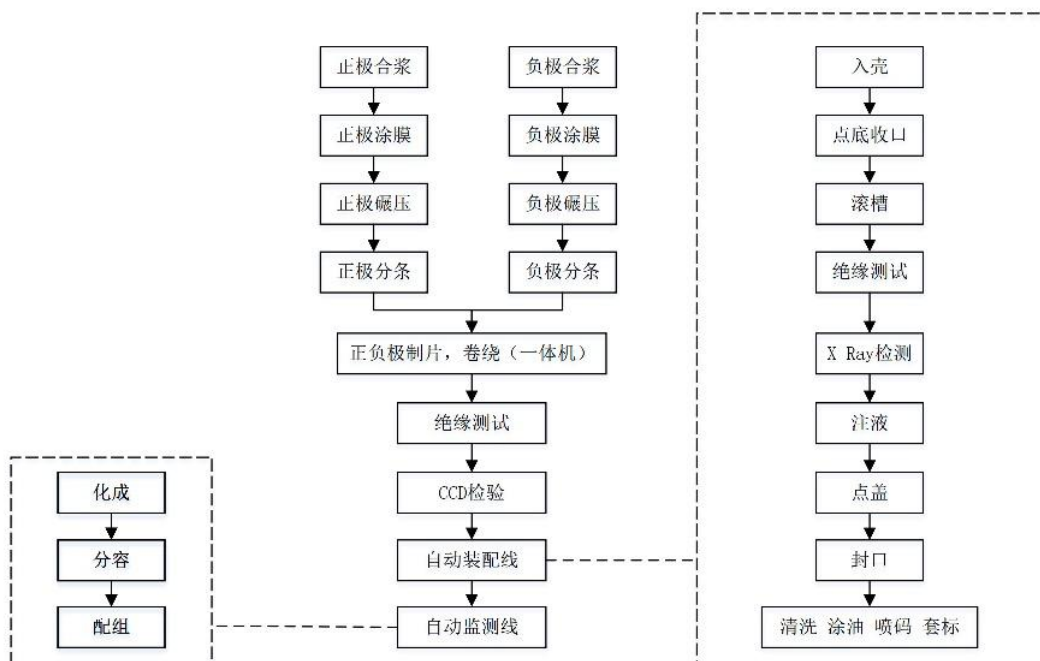 正极合浆
负极合浆
入壳
正极涂膜
负极涂膜
点底收口
正极碾压
负极碾压
滚槽
正极分条
负极分条
绝缘测试
正负极制片，卷绕（一体机）
X Ray检测
绝缘测试
注液
化成
CCD检验
点盖
分容
自动装配线
封口
配组
自动监测线
清洗 涂油 喷码 套标